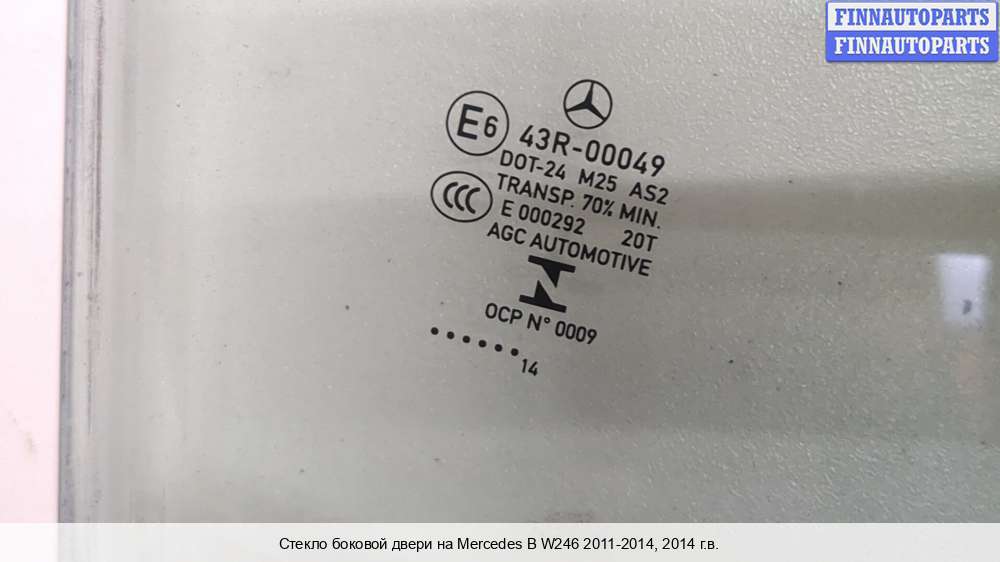 FINNAUTOPARTS
FINNAUTOPARTS
E6 43R-00049
DOT-24 M25 AS2
CCC TRANSP. 70% MIN.
E 000292 20T
AGC AUTOMOTIVE
OCP N° 0009
...... 14
Стекло боковой двери на Mercedes B W246 2011-2014, 2014 г.в.